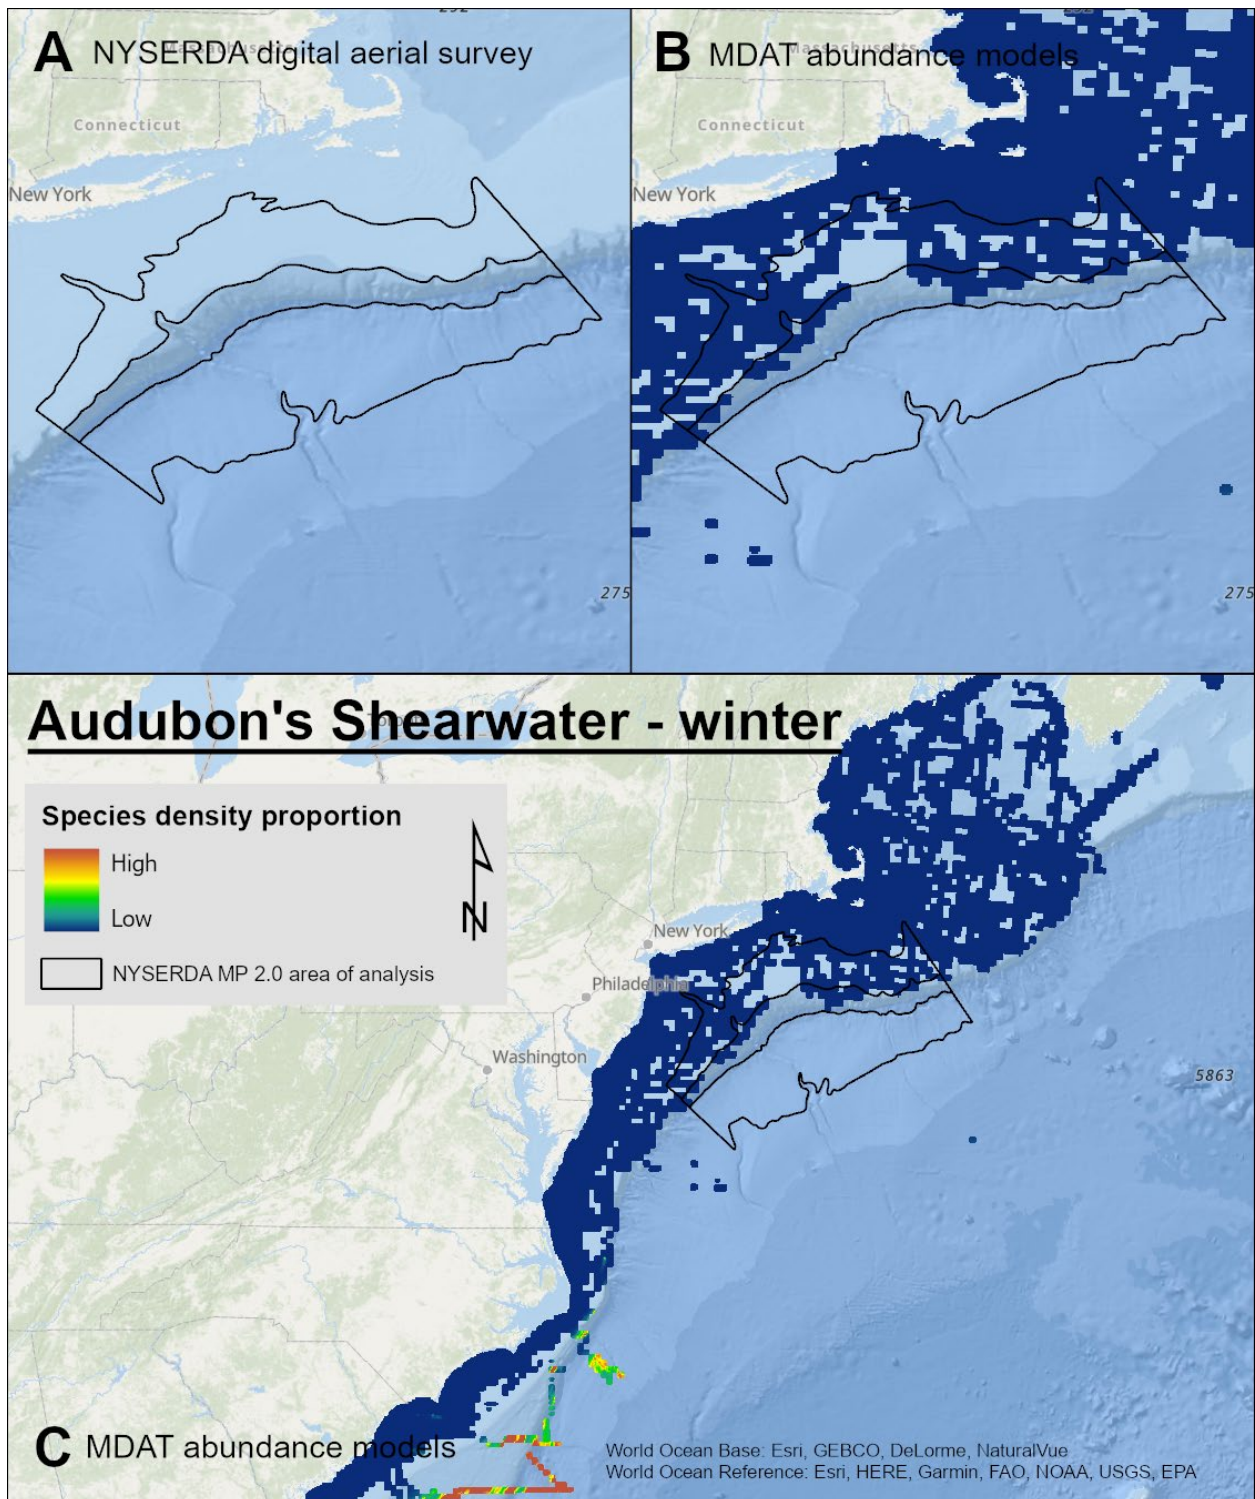 A NYSERDA digital aerial survey
Massachusetts
Connecticut
New York
275
B MDAT abundance models
Massachusetts
Connecticut
New York
275
Audubon's Shearwater - winter
Species density proportion
High
Low
N
NYSERDA MP 2.0 area of analysis
New York
Philadelphia
Washington
5863
C MDAT abundance models
World Ocean Base: Esri, GEBCO, DeLorme, NaturalVue
World Ocean Reference: Esri, HERE, Garmin, FAO, NOAA, USGS, EPA